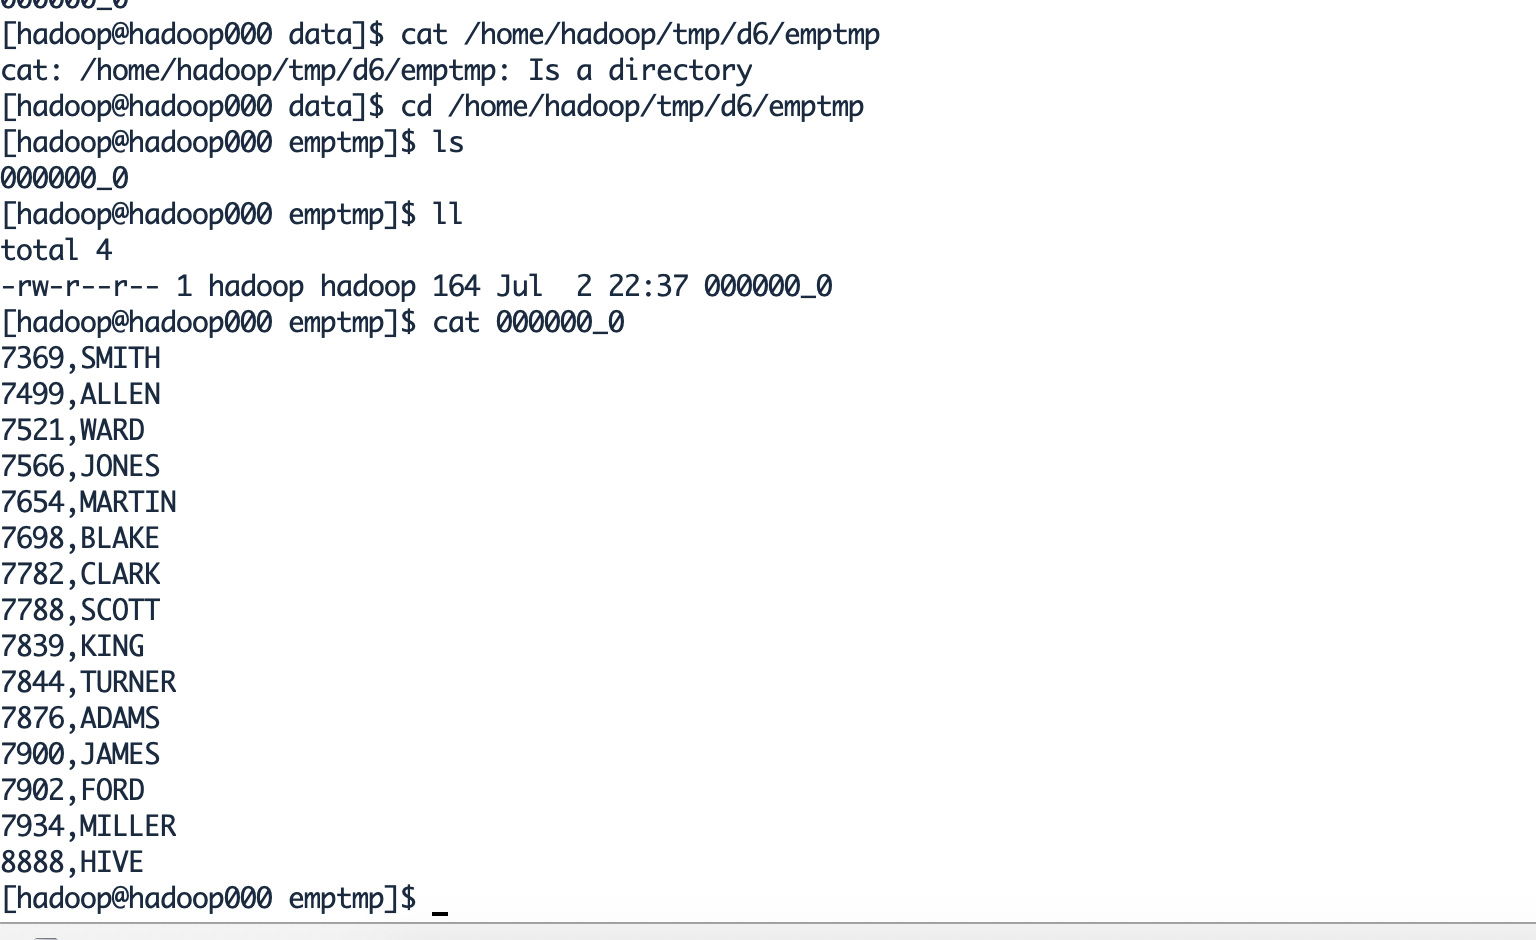 000000_0
[hadoop@hadoop000 data]$ cat /home/hadoop/tmp/d6/emptmp
cat: /home/hadoop/tmp/d6/emptmp: Is a directory
[hadoop@hadoop000 data]$ cd /home/hadoop/tmp/d6/emptmp
[hadoop@hadoop000 emptmp]$ ls
000000_0
[hadoop@hadoop000 emptmp]$ ll
total 4
-rw-r--r-- 1 hadoop hadoop 164 Jul  2 22:37 000000_0
[hadoop@hadoop000 emptmp]$ cat 000000_0
7369,SMITH
7499,ALLEN
7521,WARD
7566,JONES
7654,MARTIN
7698,BLAKE
7782,CLARK
7788,SCOTT
7839,KING
7844,TURNER
7876,ADAMS
7900,JAMES
7902,FORD
7934,MILLER
8888,HIVE
[hadoop@hadoop000 emptmp]$